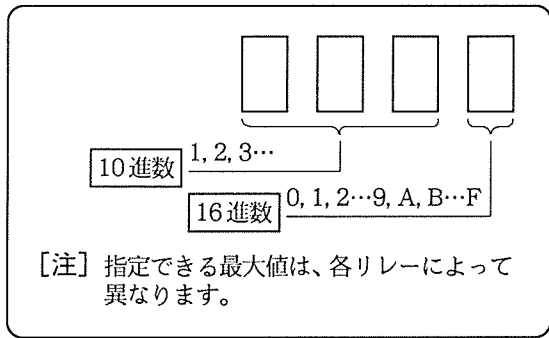 10進数 1, 2, 3…
16進数 0, 1, 2…9, A, B…F
［注］指定できる最大値は、各リレーによって
異なります。